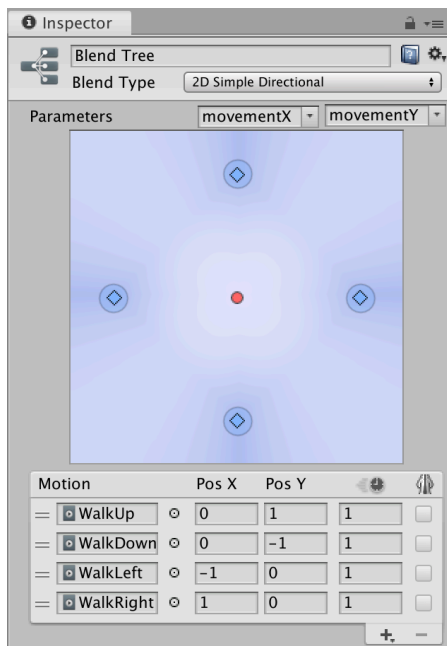 Inspector
Blend Tree
Blend Type 2D Simple Directional
Parameters movementX movementY
Motion Pos X Pos Y
WalkUp 0 1 1
WalkDown 0 -1 1
WalkLeft -1 0 1
WalkRight 1 0 1